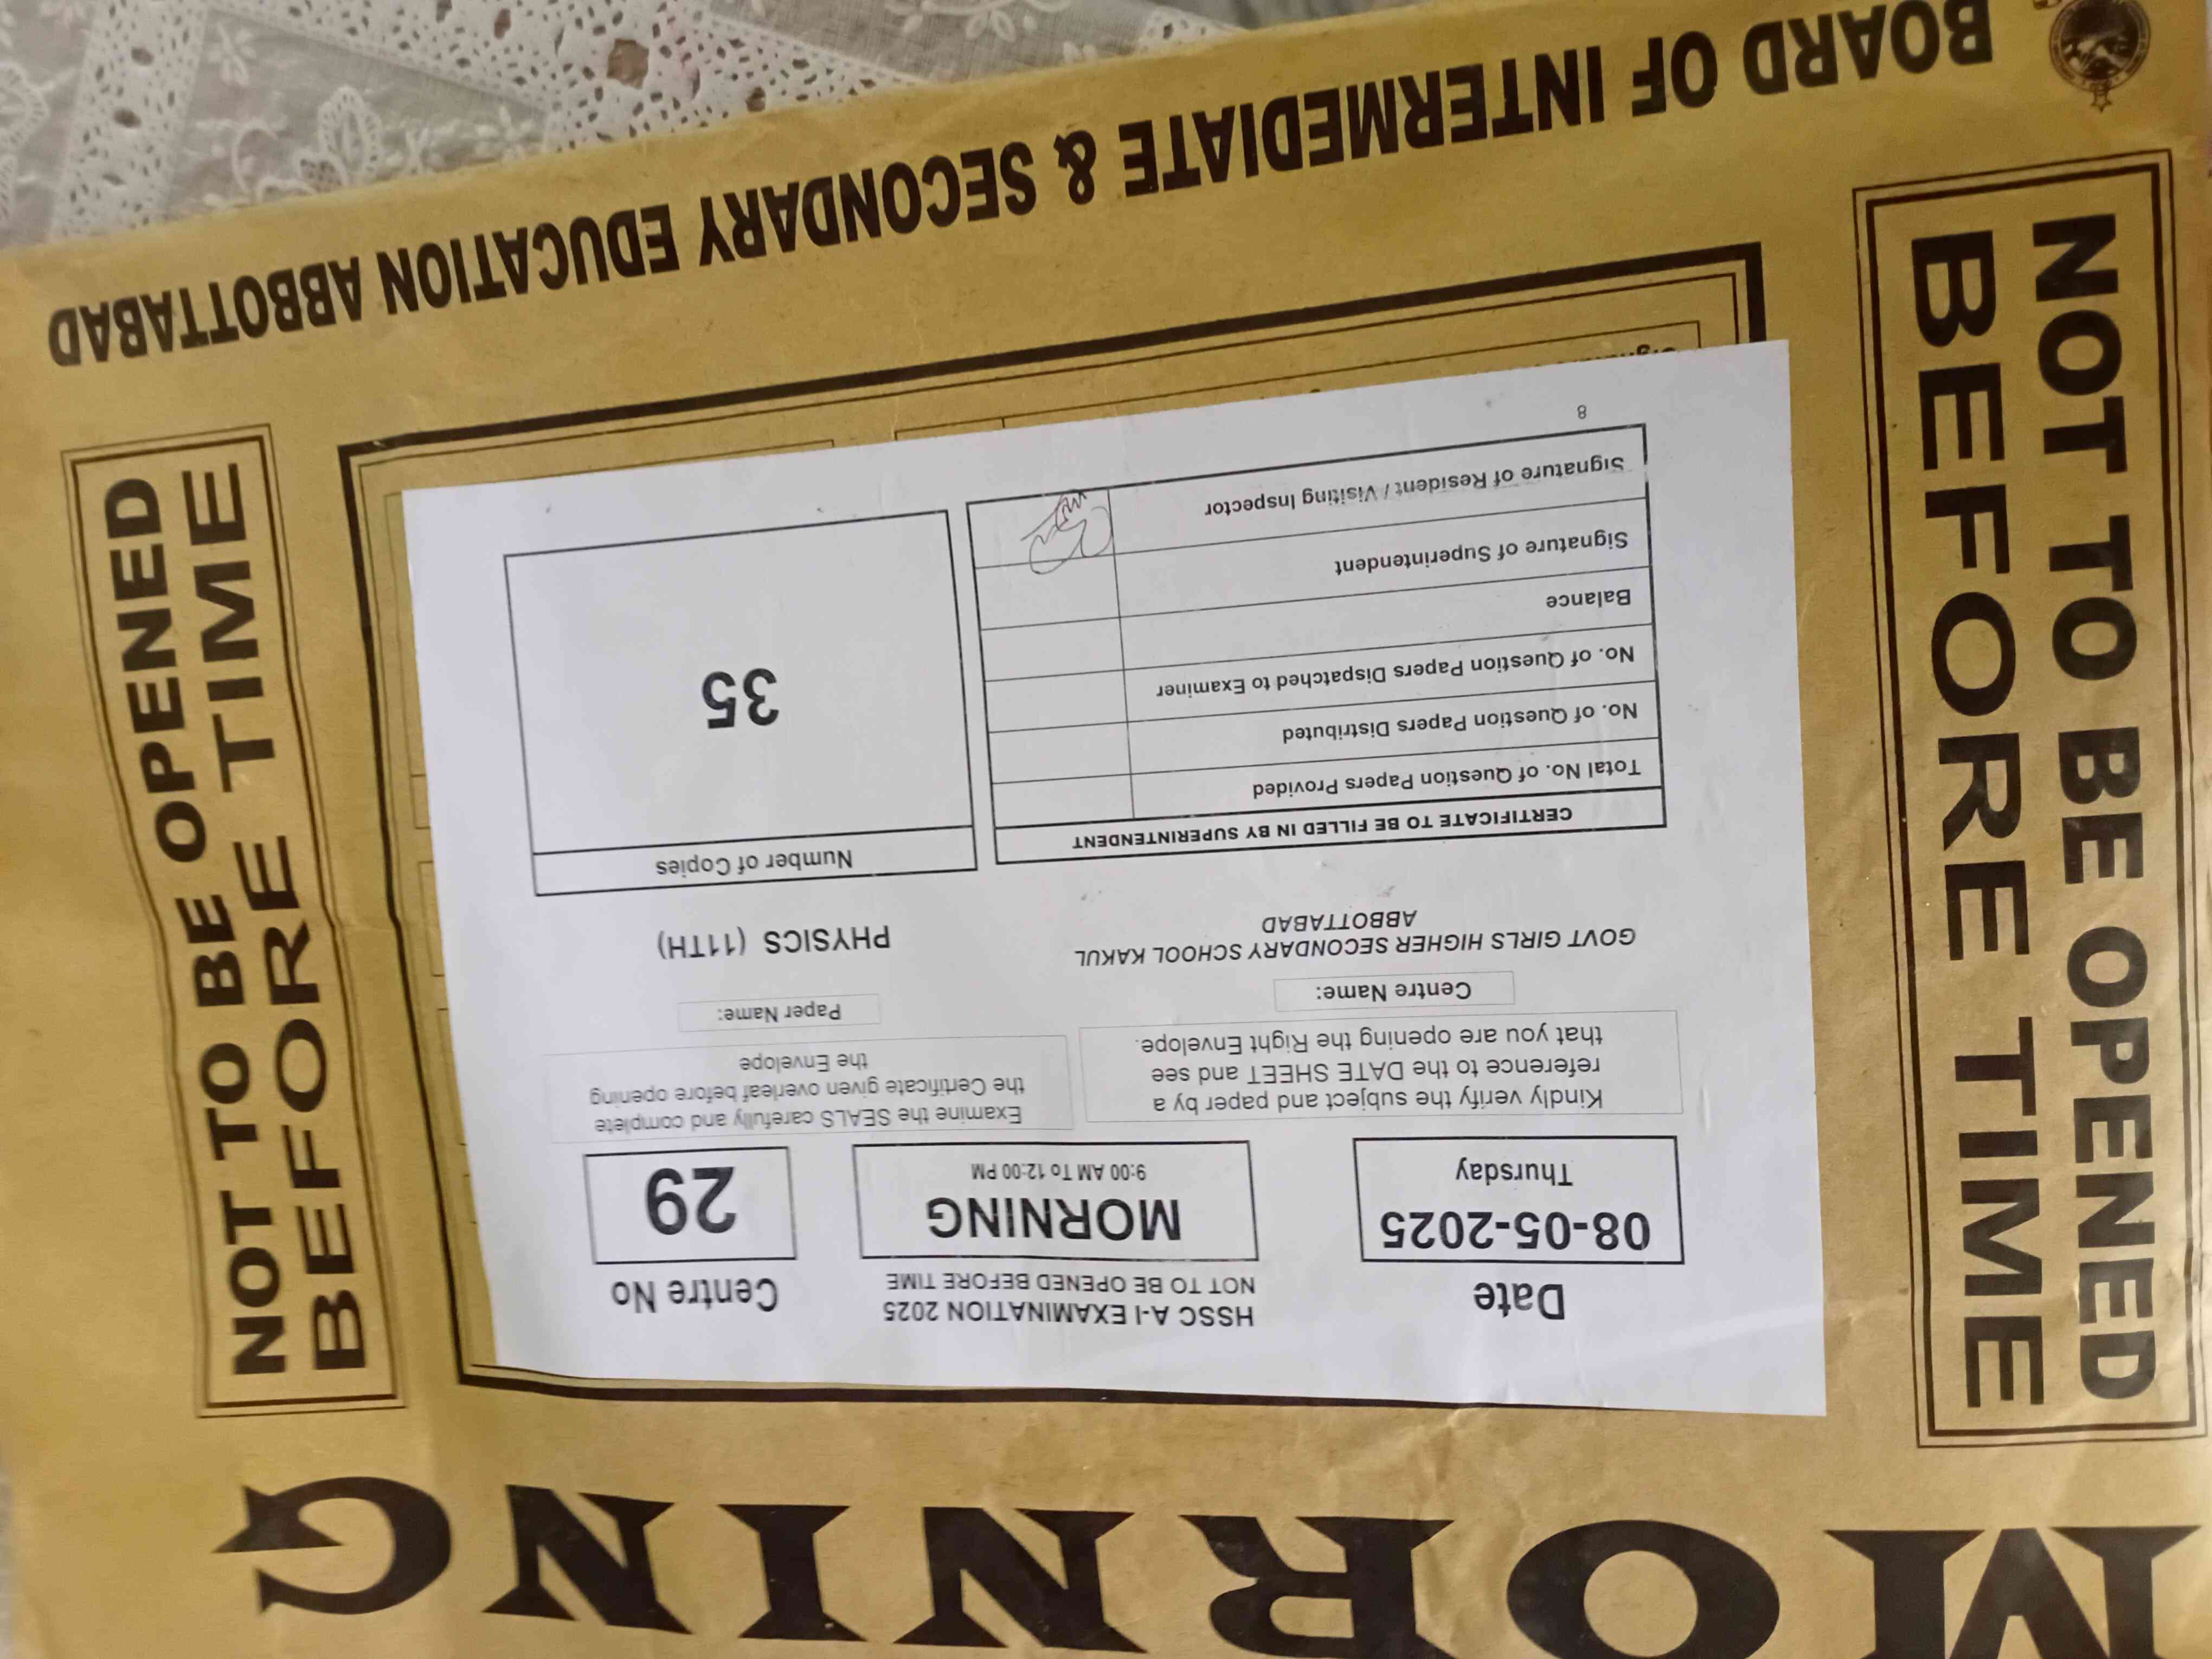 MORNING
NOT TO BE OPENED
BEFORE TIME
NOT TO BE OPENED
BEFORE TIME
Date
08-05-2025
Thursday
HSSC A-I EXAMINATION 2025
NOT TO BE OPENED BEFORE TIME
MORNING
9:00 AM To 12:00 PM
Centre No
29
Kindly verify the subject and paper by a
reference to the DATE SHEET and see
that you are opening the Right Envelope.
Examine the SEALS carefully and complete
the Certificate given overleaf before opening
the Envelope
Centre Name:
GOVT GIRLS HIGHER SECONDARY SCHOOL KAKUL
ABBOTTABAD
Paper Name:
PHYSICS (11TH)
CERTIFICATE TO BE FILLED IN BY SUPERINTENDENT
Total No. of Question Papers Provided
No. of Question Papers Distributed
No. of Question Papers Dispatched to Examiner
Balance
Signature of Superintendent
Signature of Resident / Visiting Inspector
Number of Copies
35
8
BOARD OF INTERMEDIATE & SECONDARY EDUCATION ABBOTTABAD